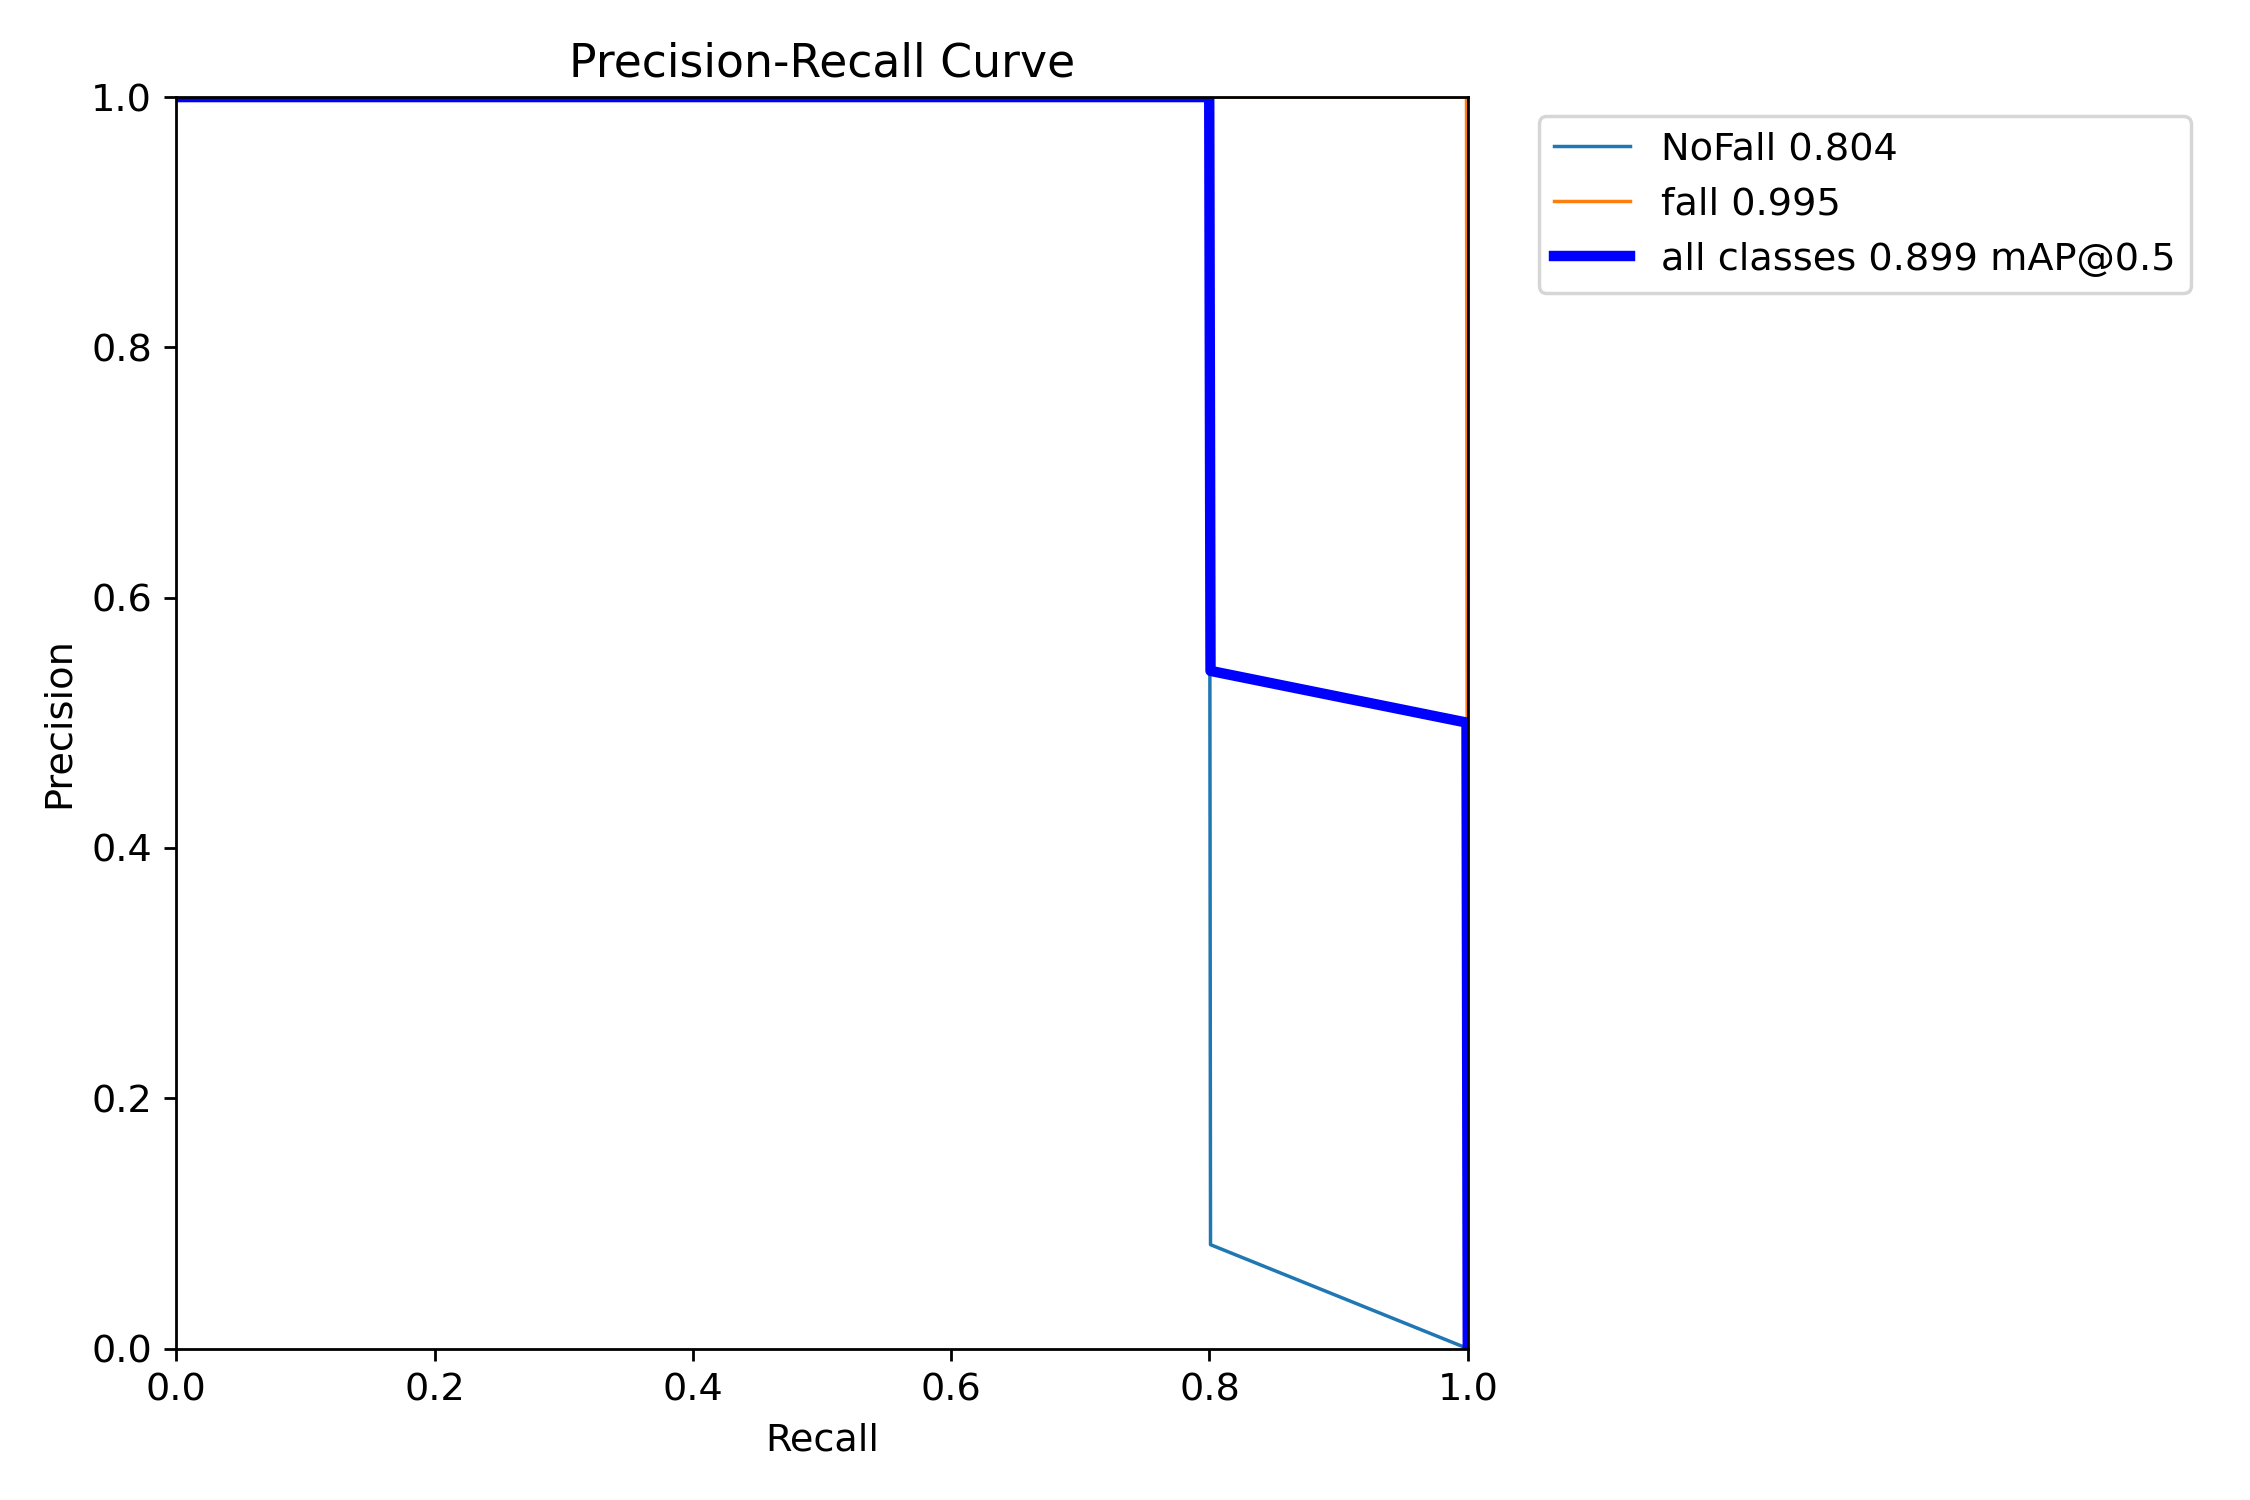 Precision-Recall Curve
1.0
0.8
0.6
0.4
0.2
0.0
Precision
0.0 0.2 0.4 0.6 0.8 1.0
Recall
NoFall 0.804
fall 0.995
all classes 0.899 mAP@0.5